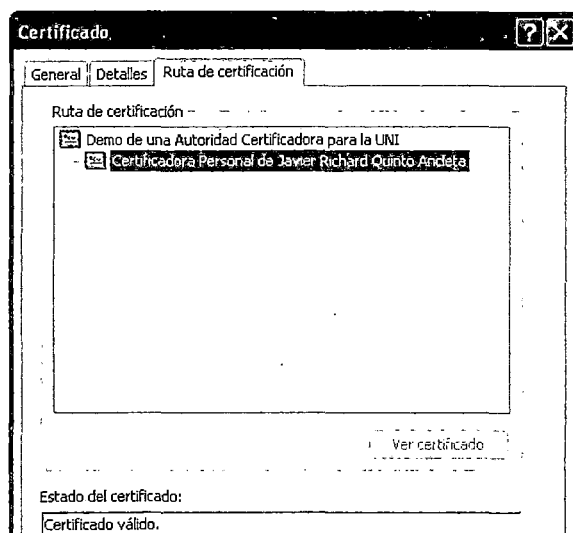 Certificado
General Detalles Ruta de certificación
Ruta de certificación
Demo de una Autoridad Certificadora para la UNI
Certificadora Personal de Javier Richard Quinto Ancieta
Ver certificado
Estado del certificado:
Certificado válido.